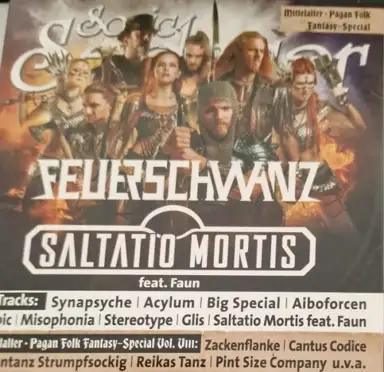 Sonic
Mittelalter - Pagan Folk
Fantasy-Special
FEUERSCHWANZ
SALTATIO MORTIS
feat. Faun
Tracks: Synapsyche | Acylum | Big Special | Aiboforcen
| Misophonia | Stereotype | Glis | Saltatio Mortis feat. Faun
- Pagan Folk Fantasy-Special Vol. VIII: Zackenflanke | Cantus Codice
Strumpfsockig | Reikas Tanz | Pint Size Company u.v.a.